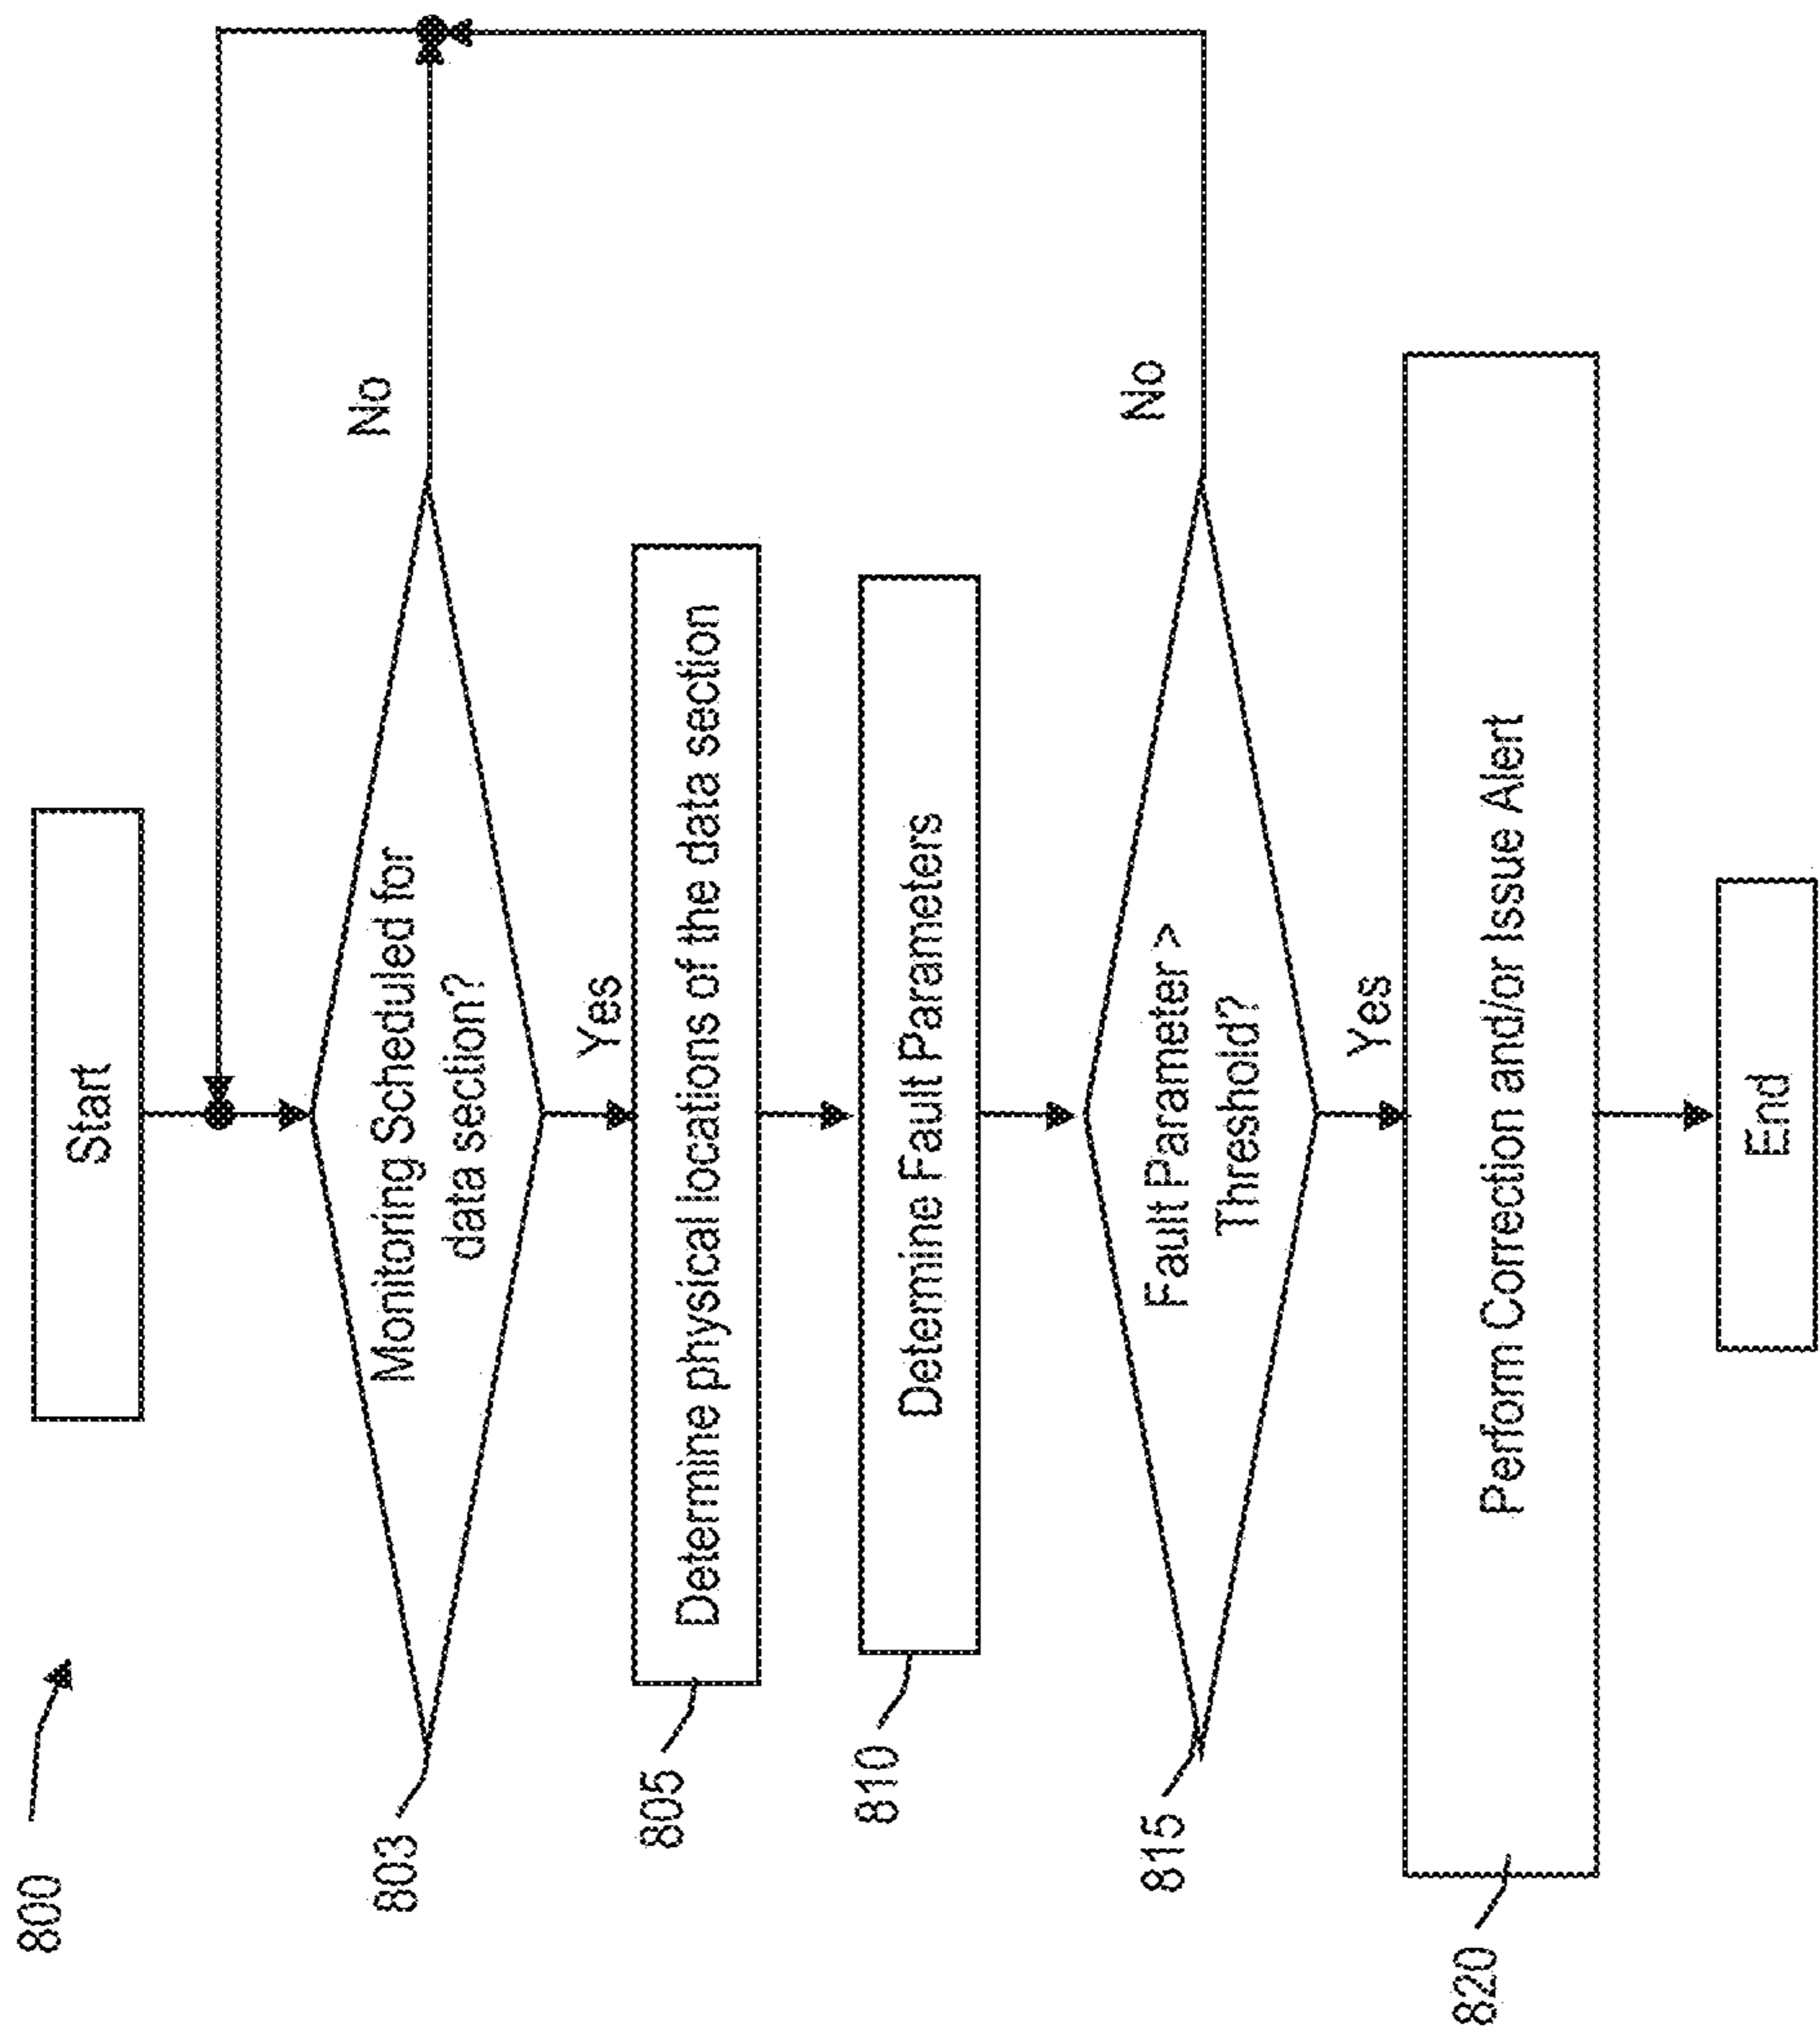 800
Start
803
Monitoring Scheduled for
data section?
No
Yes
805
Determine physical locations of the data section
810
Determine Fault Parameters
815
Fault Parameter >
Threshold?
No
Yes
820
Perform Correction and/or Issue Alert
End